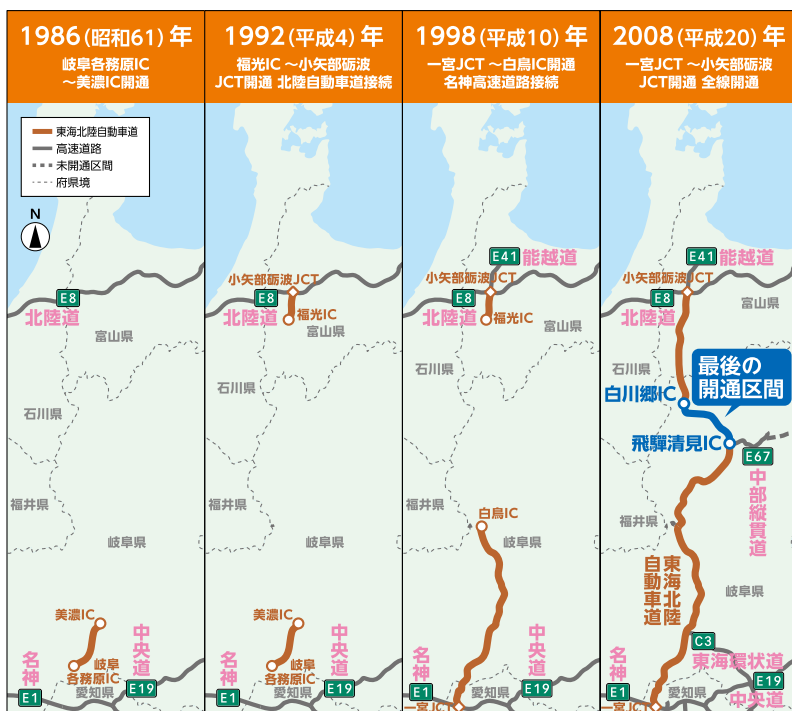 1986(昭和61)年
岐阜各務原IC
～美濃IC開通
東海北陸自動車道
高速道路
未開通区間
府県境
N
E8
北陸道
富山県
石川県
福井県
岐阜県
美濃IC
岐阜
各務原IC
中央道
名神
愛知県
E1
E19
1992(平成4)年
福光IC ～小矢部砺波
JCT開通 北陸自動車道接続
小矢部砺波JCT
E8
福光IC
北陸道
富山県
石川県
福井県
岐阜県
美濃IC
岐阜
各務原IC
中央道
名神
愛知県
E1
E19
1998(平成10)年
一宮JCT ～白鳥IC開通
名神高速道路接続
E41
能越道
小矢部砺波JCT
E8
福光IC
北陸道
富山県
石川県
福井県
白鳥IC
岐阜県
中央道
名神
愛知県
E1
E19
一宮JCT
2008(平成20)年
一宮JCT ～小矢部砺波
JCT開通 全線開通
E41
能越道
小矢部砺波JCT
E8
北陸道
富山県
石川県
最後の
開通区間
白川郷IC
飛驒清見IC
E67
中部縦貫道
福井県
東海北陸
自動車道
岐阜県
C3
東海環状道
名神
E19
中央道
愛知県
E1
一宮JCT